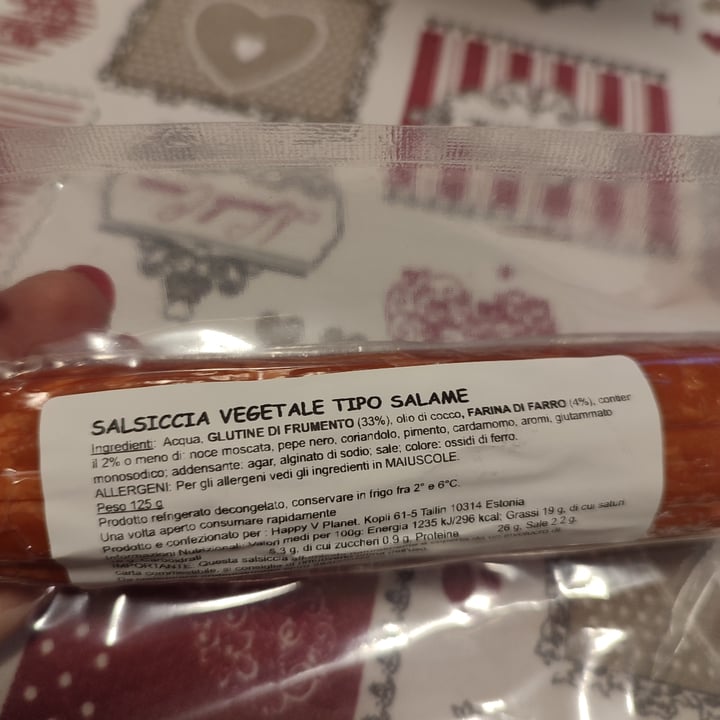 SALSICCIA VEGETALE TIPO SALAME
Ingredienti: Acqua, GLUTINE DI FRUMENTO (33%), olio di cocco, FARINA DI FARRO (4%),
il 2% o meno di: noce moscata, pepe nero, coriandolo, pimento, cardamomo, aromi, glutammato
monosodico; addensante: agar, alginato di sodio; sale; colore: ossidi di ferro.
ALLERGENI: Per gli allergeni vedi gli ingredienti in MAIUSCOLE.
Peso 125 g
Prodotto refrigerato decongelato, conservare in frigo fra 2° e 6°C.
Una volta aperto consumare rapidamente
Prodotto e confezionato per : Happy V Planet. Kopli 61-5 Tallin 10314 Estonia
Informazioni Nutrizionali: Valori medi per 100g: Energia 1235 kJ/296 kcal; Grassi 19 g, di cui saturi
carboidrati 5,3 g, di cui zuccheri 0,9 g, Proteine 26 g, Sale 2,2 g.
IMPORTANTE: Questa salsiccia